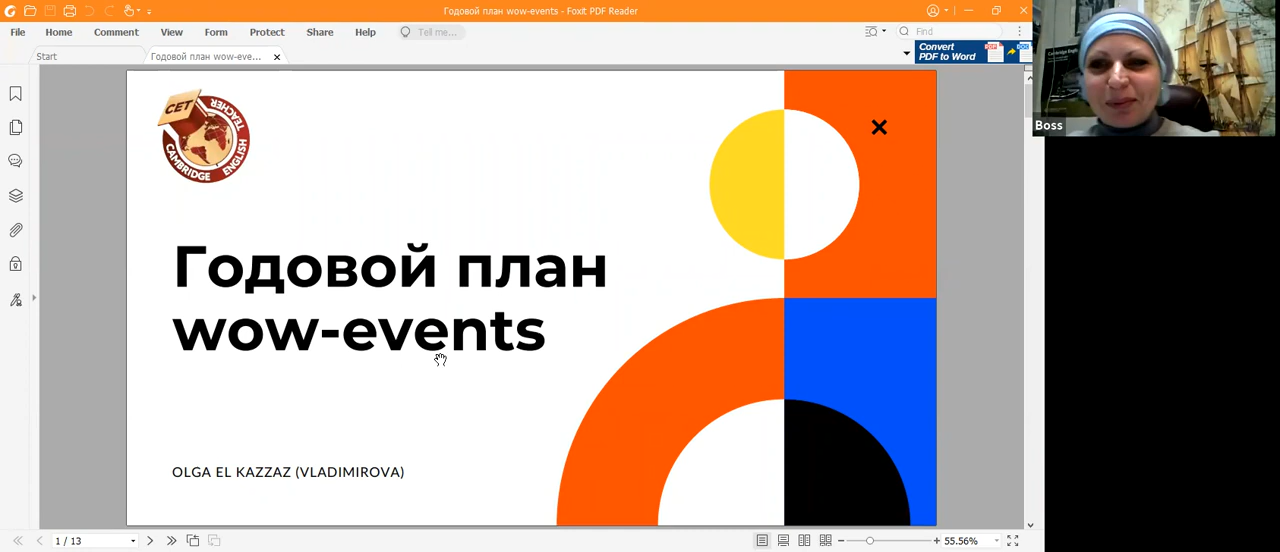 Годовой план wow-events - Foxit PDF Reader
File Home Comment View Form Protect Share Help Tell me... Find
Start Годовой план wow-eve...
Convert
PDF to Word
CET
CAMBRIDGE ENGLISH TEACHER
Годовой план
wow-events
OLGA EL KAZZAZ (VLADIMIROVA)
1 / 13
55.56%
Boss